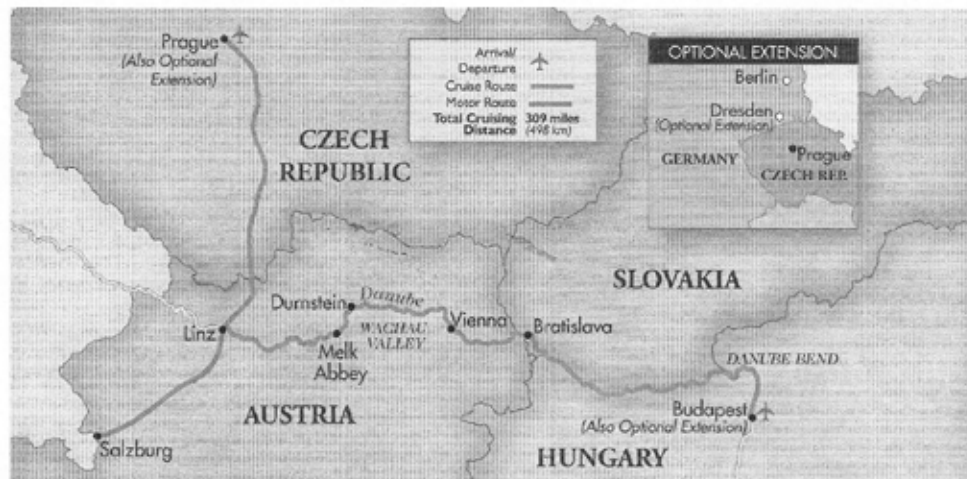 Prague
(Also Optional
Extension)
Arrival/
Departure
Cruise Route
Motor Route
Total Cruising 309 miles
Distance (498 km)
OPTIONAL EXTENSION
Berlin
Dresden
(Optional Extension)
Prague
GERMANY
CZECH REP.
CZECH
REPUBLIC
SLOVAKIA
Durnstein
Danube
Linz
WACHAU
VALLEY
Vienna
Bratislava
Melk
Abbey
DANUBE BEND
AUSTRIA
Budapest
(Also Optional Extension)
Salzburg
HUNGARY